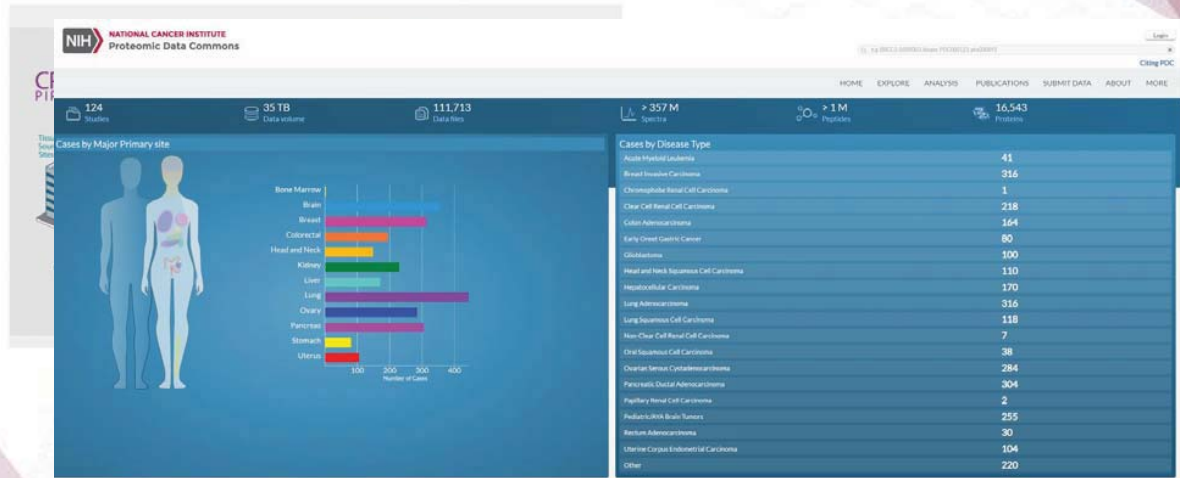 NIH NATIONAL CANCER INSTITUTE
Proteomic Data Commons
Login
Citing PDC
HOME EXPLORE ANALYSIS PUBLICATIONS SUBMIT DATA ABOUT MORE
124
Studies
35 TB
Data volume
111,713
Data files
> 357 M
Spectra
> 1 M
Peptides
16,543
Proteins
Cases by Major Primary site
Bone Marrow
Brain
Breast
Colorectal
Head and Neck
Kidney
Liver
Lung
Ovary
Pancreas
Stomach
Uterus
100 200 300 400
Number of Cases
Cases by Disease Type
Acute Myeloid Leukemia 41
Breast Invasive Carcinoma 316
Chromophobe Renal Cell Carcinoma 1
Clear Cell Renal Cell Carcinoma 218
Colon Adenocarcinoma 164
Early Onset Gastric Cancer 80
Glioblastoma 100
Head and Neck Squamous Cell Carcinoma 110
Hepatocellular Carcinoma 170
Lung Adenocarcinoma 316
Lung Squamous Cell Carcinoma 118
Non-Clear Cell Renal Cell Carcinoma 7
Oral Squamous Cell Carcinoma 38
Ovarian Serous Cystadenocarcinoma 284
Pancreatic Ductal Adenocarcinoma 304
Papillary Renal Cell Carcinoma 2
Pediatric/AYA Brain Tumors 255
Rectum Adenocarcinoma 30
Uterine Corpus Endometrial Carcinoma 104
Other 220